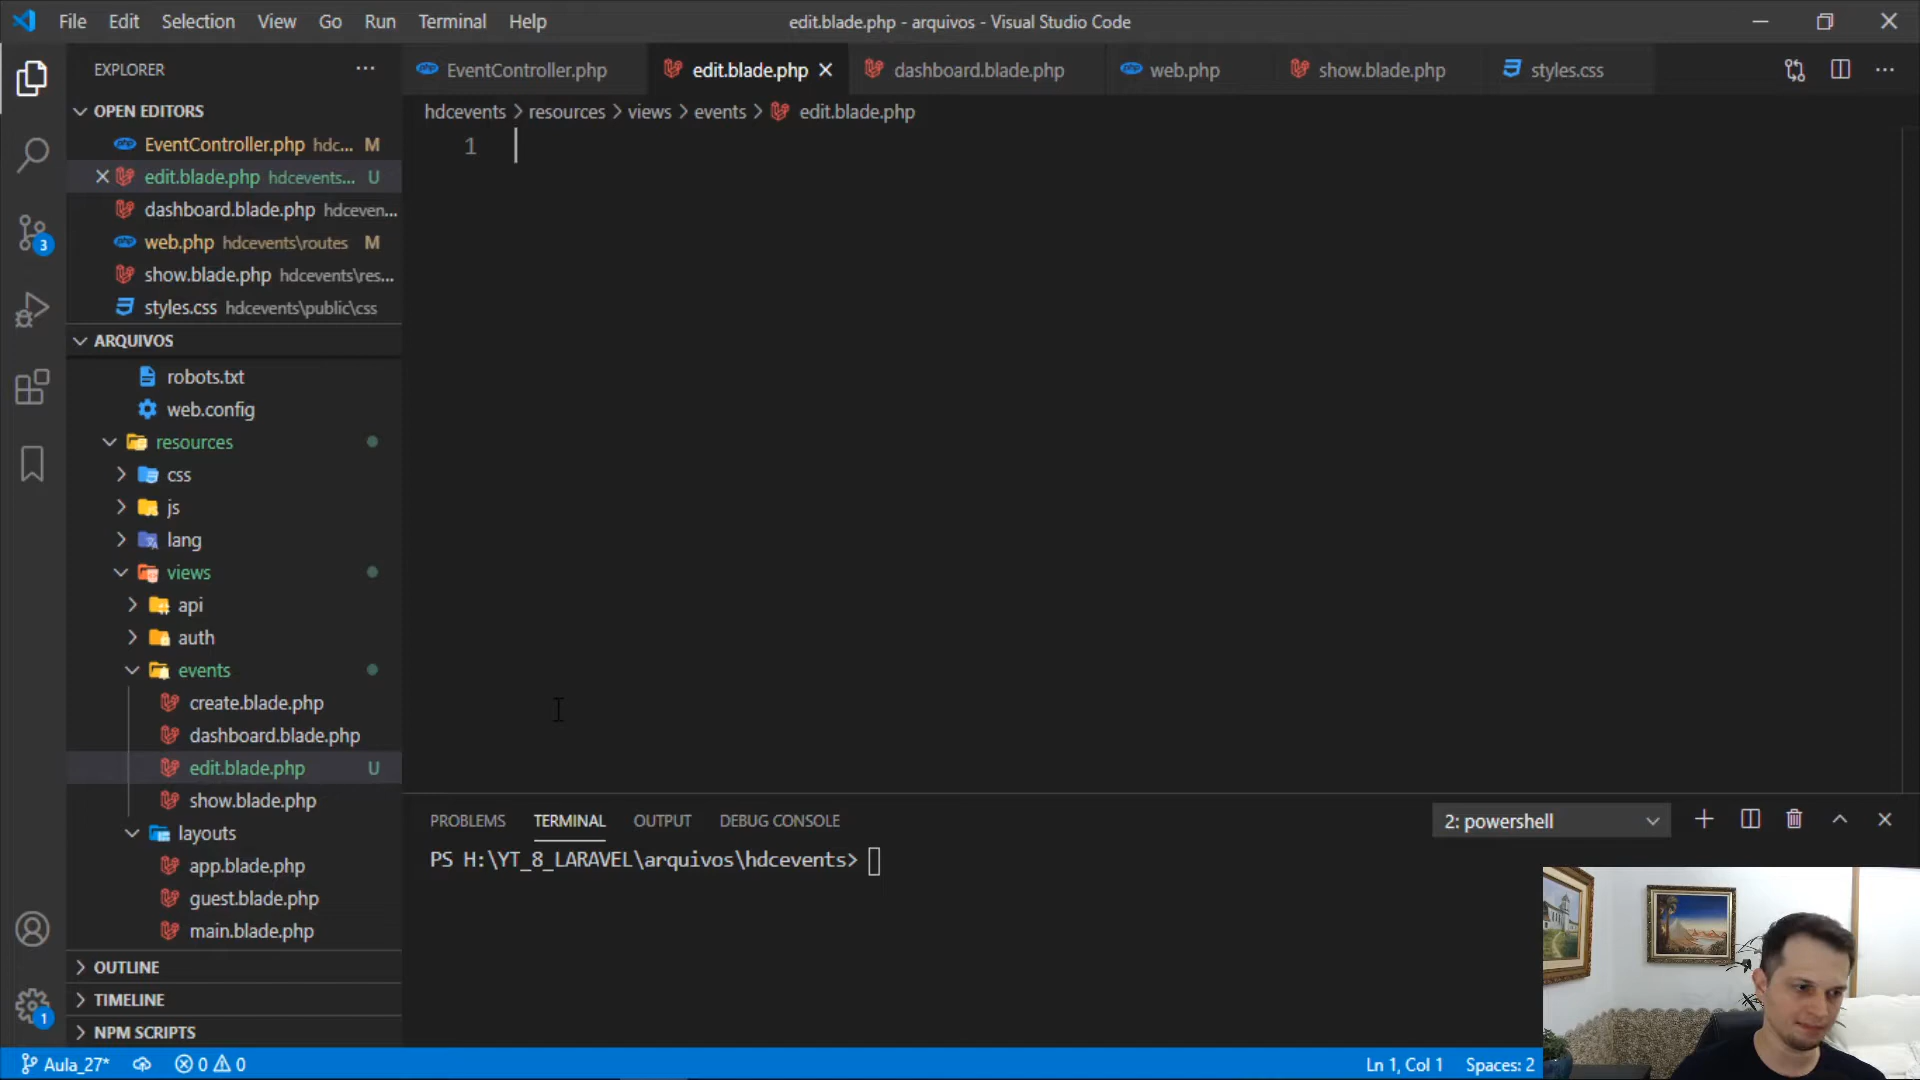 File Edit Selection View Go Run Terminal Help
edit.blade.php - arquivos - Visual Studio Code
EXPLORER
EventController.php
edit.blade.php
dashboard.blade.php
web.php
show.blade.php
styles.css
hdcevents > resources > views > events > edit.blade.php
OPEN EDITORS
EventController.php hdc... M
edit.blade.php hdcevents... U
dashboard.blade.php hdceven...
web.php hdcevents\routes M
show.blade.php hdcevents\res...
styles.css hdcevents\public\css
1
3
ARQUIVOS
robots.txt
web.config
resources
css
js
lang
views
api
auth
events
create.blade.php
dashboard.blade.php
edit.blade.php U
show.blade.php
layouts
app.blade.php
guest.blade.php
main.blade.php
OUTLINE
TIMELINE
NPM SCRIPTS
1
PROBLEMS TERMINAL OUTPUT DEBUG CONSOLE
2: powershell
PS H:\YT_8_LARAVEL\arquivos\hdcevents>
Aula_27* 0 0
Ln 1, Col 1 Spaces: 2